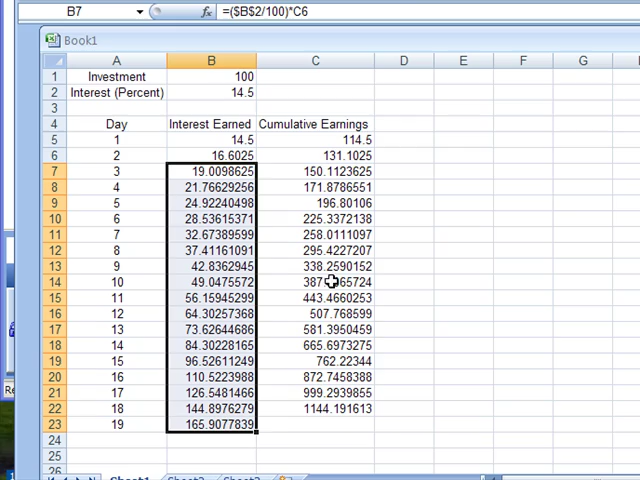 B7 fx =($B$2/100)*C6
Book1
A B C D E F G
1 Investment 100
2 Interest (Percent) 14.5
3
4 Day Interest Earned Cumulative Earnings
5 1 14.5 114.5
6 2 16.6025 131.1025
7 3 19.0098625 150.1123625
8 4 21.76629256 171.8786551
9 5 24.92240498 196.80106
10 6 28.53615371 225.3372138
11 7 32.67389599 258.0111097
12 8 37.41161091 295.4227207
13 9 42.8362945 338.2590152
14 10 49.0475572
15 11 56.15945299 443.4660253
16 12 64.30257368 507.768599
17 13 73.62644686 581.3950459
18 14 84.30228165 665.6973275
19 15 96.52611249 762.22344
20 16 110.5223988 872.7458388
21 17 126.5481466 999.2939855
22 18 144.8976279 1144.191613
23 19 165.9077839
24
25
26
Sheet1 Sheet2